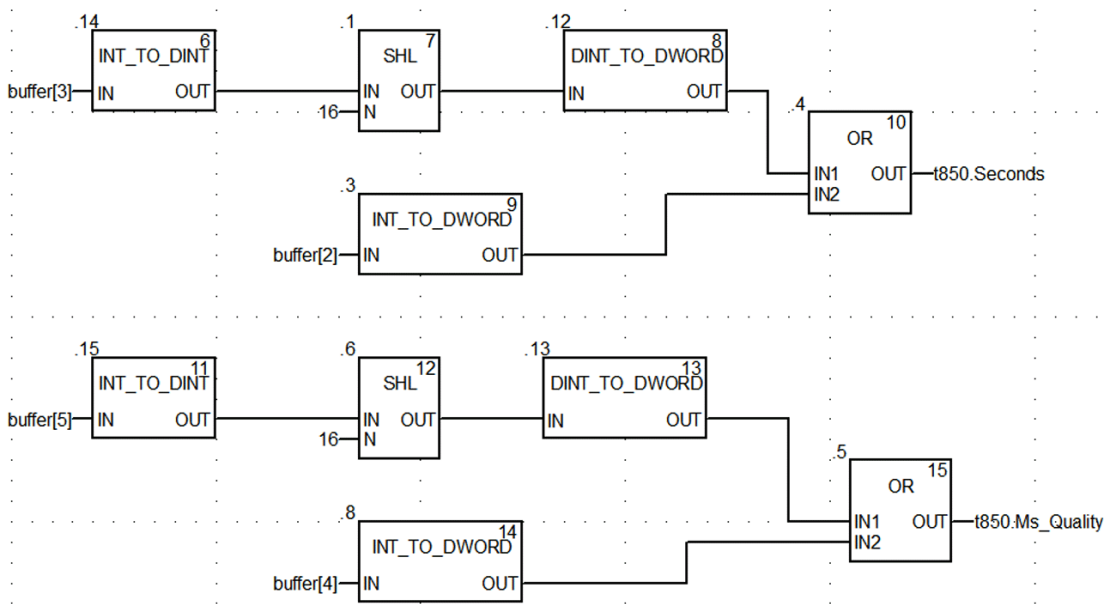 .14 .1 .12
6 7 8
INT_TO_DINT SHL DINT_TO_DWORD
buffer[3] IN OUT IN OUT IN OUT
16 N
.4
10
OR
IN1 OUT t850.Seconds
IN2
.3
9
INT_TO_DWORD
buffer[2] IN OUT
.15 .6 .13
11 12 13
INT_TO_DINT SHL DINT_TO_DWORD
buffer[5] IN OUT IN OUT IN OUT
16 N
.5
15
OR
IN1 OUT t850.Ms_Quality
IN2
.8
14
INT_TO_DWORD
buffer[4] IN OUT